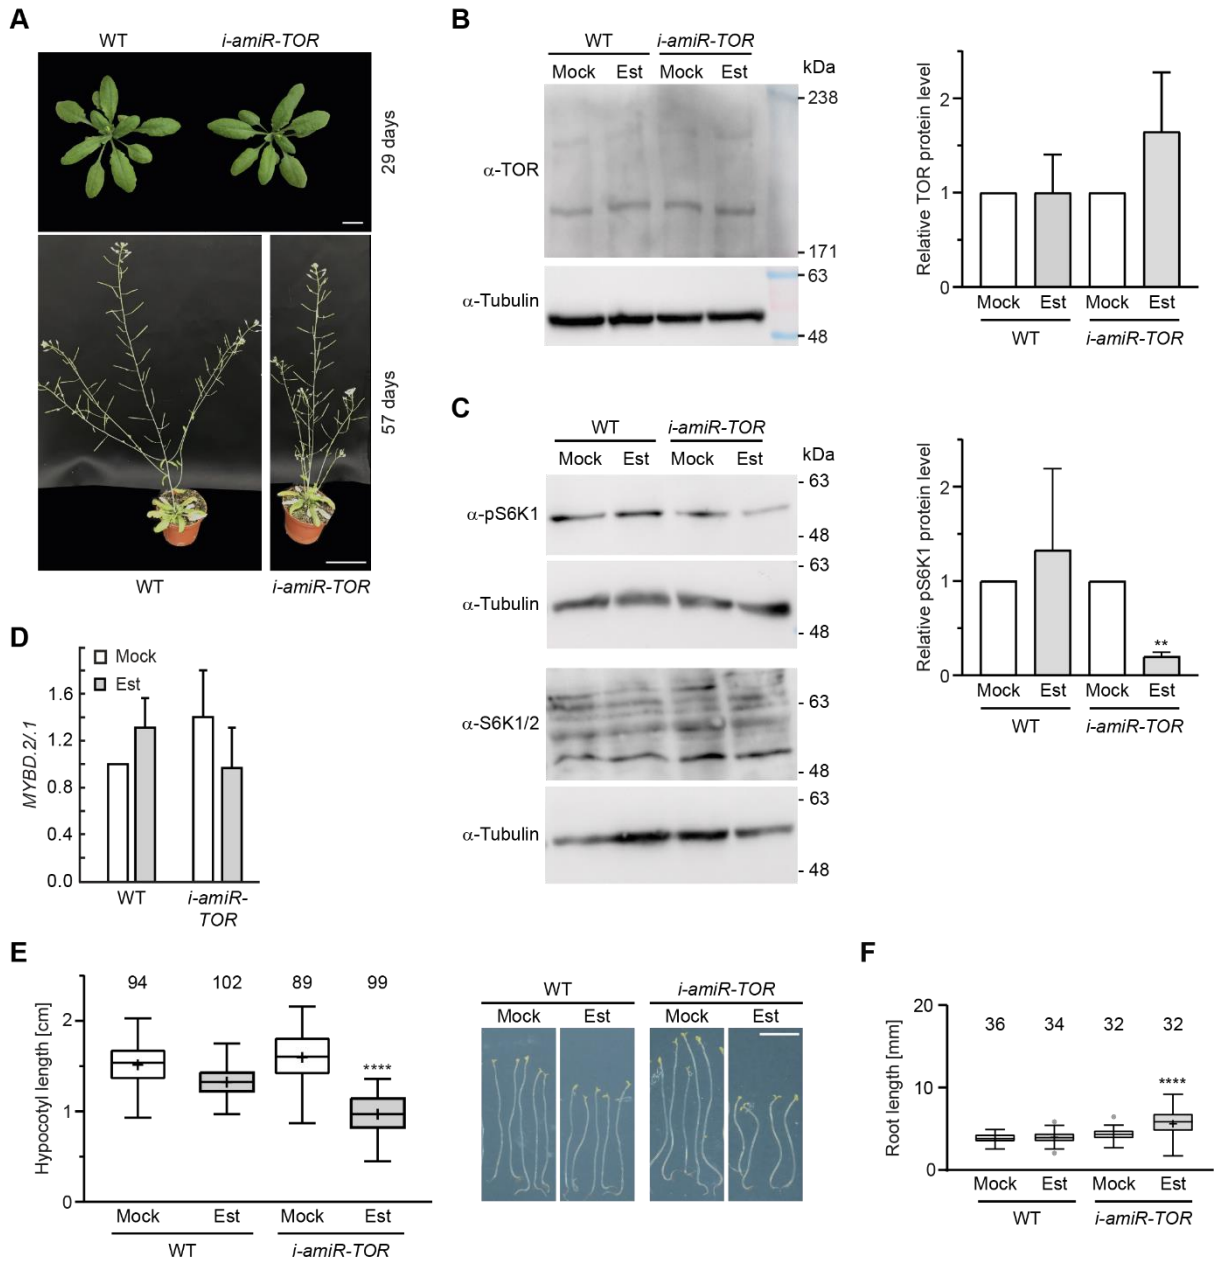 A
WT
i-amiR-TOR
29 days
57 days
WT
i-amiR-TOR
B
WT
i-amiR-TOR
Mock
Est
Mock
Est
kDa
238
α-TOR
171
63
α-Tubulin
48
Relative TOR protein level
2
1
0
Mock
Est
Mock
Est
WT
i-amiR-TOR
C
WT
i-amiR-TOR
Mock
Est
Mock
Est
kDa
- 63
α-pS6K1
- 48
- 63
α-Tubulin
- 48
- 63
α-S6K1/2
- 48
- 63
α-Tubulin
- 48
Relative pS6K1 protein level
2
1
0
**
Mock
Est
Mock
Est
WT
i-amiR-TOR
D
Mock
Est
MYBD.2/.1
1.6
1.2
0.8
0.4
0.0
WT
i-amiR-
TOR
E
94
102
89
99
Hypocotyl length [cm]
2
1
0
****
Mock
Est
Mock
Est
WT
i-amiR-TOR
WT
i-amiR-TOR
Mock
Est
Mock
Est
F
Root length [mm]
20
10
0
36
34
32
32
****
Mock
Est
Mock
Est
WT
i-amiR-TOR